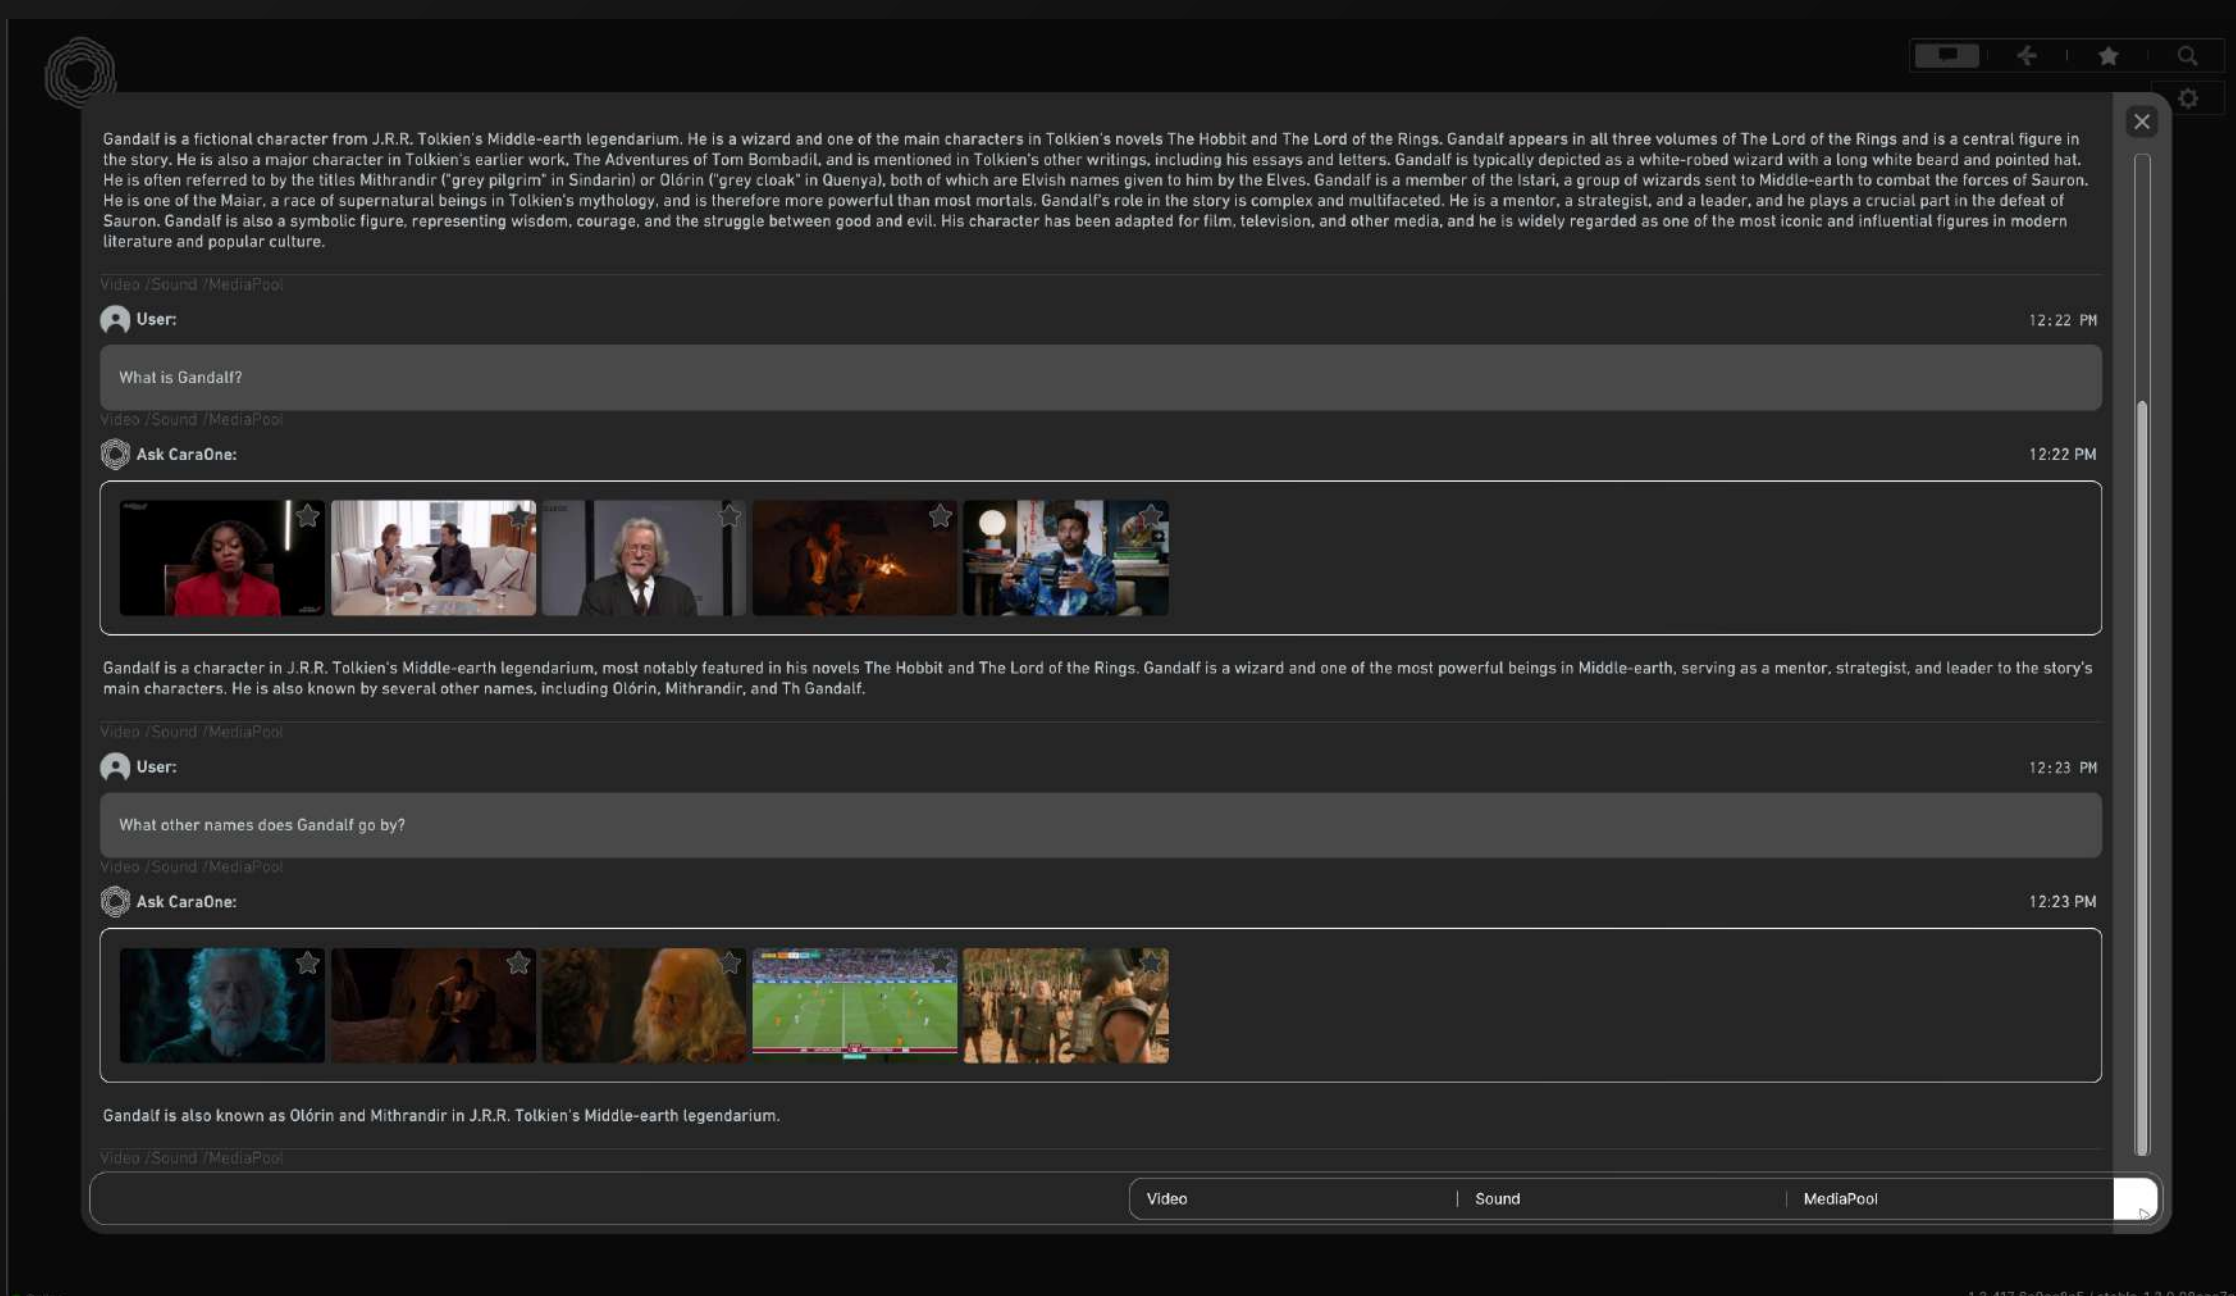 Gandalf is a fictional character from J.R.R. Tolkien's Middle-earth legendarium. He is a wizard and one of the main characters in Tolkien's novels The Hobbit and The Lord of the Rings. Gandalf appears in all three volumes of The Lord of the Rings and is a central figure in
the story. He is also a major character in Tolkien's earlier work, The Adventures of Tom Bombadil, and is mentioned in Tolkien's other writings, including his essays and letters. Gandalf is typically depicted as a white-robed wizard with a long white beard and pointed hat.
He is often referred to by the titles Mithrandir ("grey pilgrim" in Sindarin) or Olórin ("grey cloak" in Quenya), both of which are Elvish names given to him by the Elves. Gandalf is a member of the Istari, a group of wizards sent to Middle-earth to combat the forces of Sauron.
He is one of the Maiar, a race of supernatural beings in Tolkien's mythology, and is therefore more powerful than most mortals. Gandalf's role in the story is complex and multifaceted. He is a mentor, a strategist, and a leader, and he plays a crucial part in the defeat of
Sauron. Gandalf is also a symbolic figure, representing wisdom, courage, and the struggle between good and evil. His character has been adapted for film, television, and other media, and he is widely regarded as one of the most iconic and influential figures in modern
literature and popular culture.
Video /Sound /MediaPool
User: 12:22 PM
What is Gandalf?
Video /Sound /MediaPool
Ask CaraOne: 12:22 PM
Gandalf is a character in J.R.R. Tolkien's Middle-earth legendarium, most notably featured in his novels The Hobbit and The Lord of the Rings. Gandalf is a wizard and one of the most powerful beings in Middle-earth, serving as a mentor, strategist, and leader to the story's
main characters. He is also known by several other names, including Olórin, Mithrandir, and Th Gandalf.
Video /Sound /MediaPool
User: 12:23 PM
What other names does Gandalf go by?
Video /Sound /MediaPool
Ask CaraOne: 12:23 PM
Gandalf is also known as Olórin and Mithrandir in J.R.R. Tolkien's Middle-earth legendarium.
Video /Sound /MediaPool
Video | Sound | MediaPool